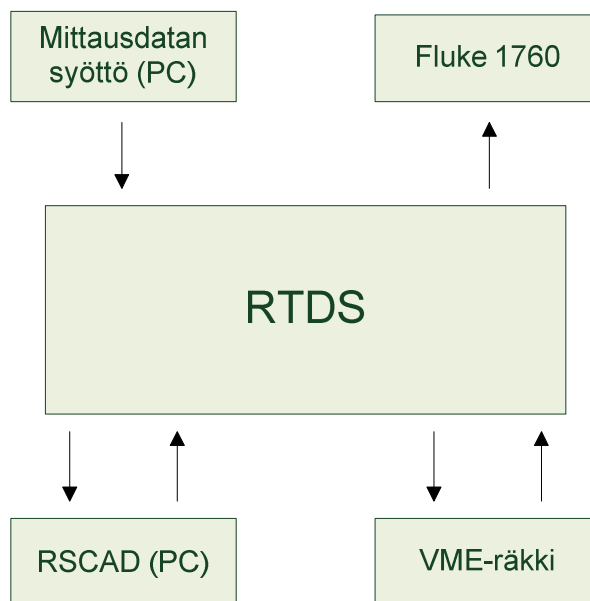 Mittausdatan
syöttö (PC)
Fluke 1760
RTDS
RSCAD (PC)
VME-räkki